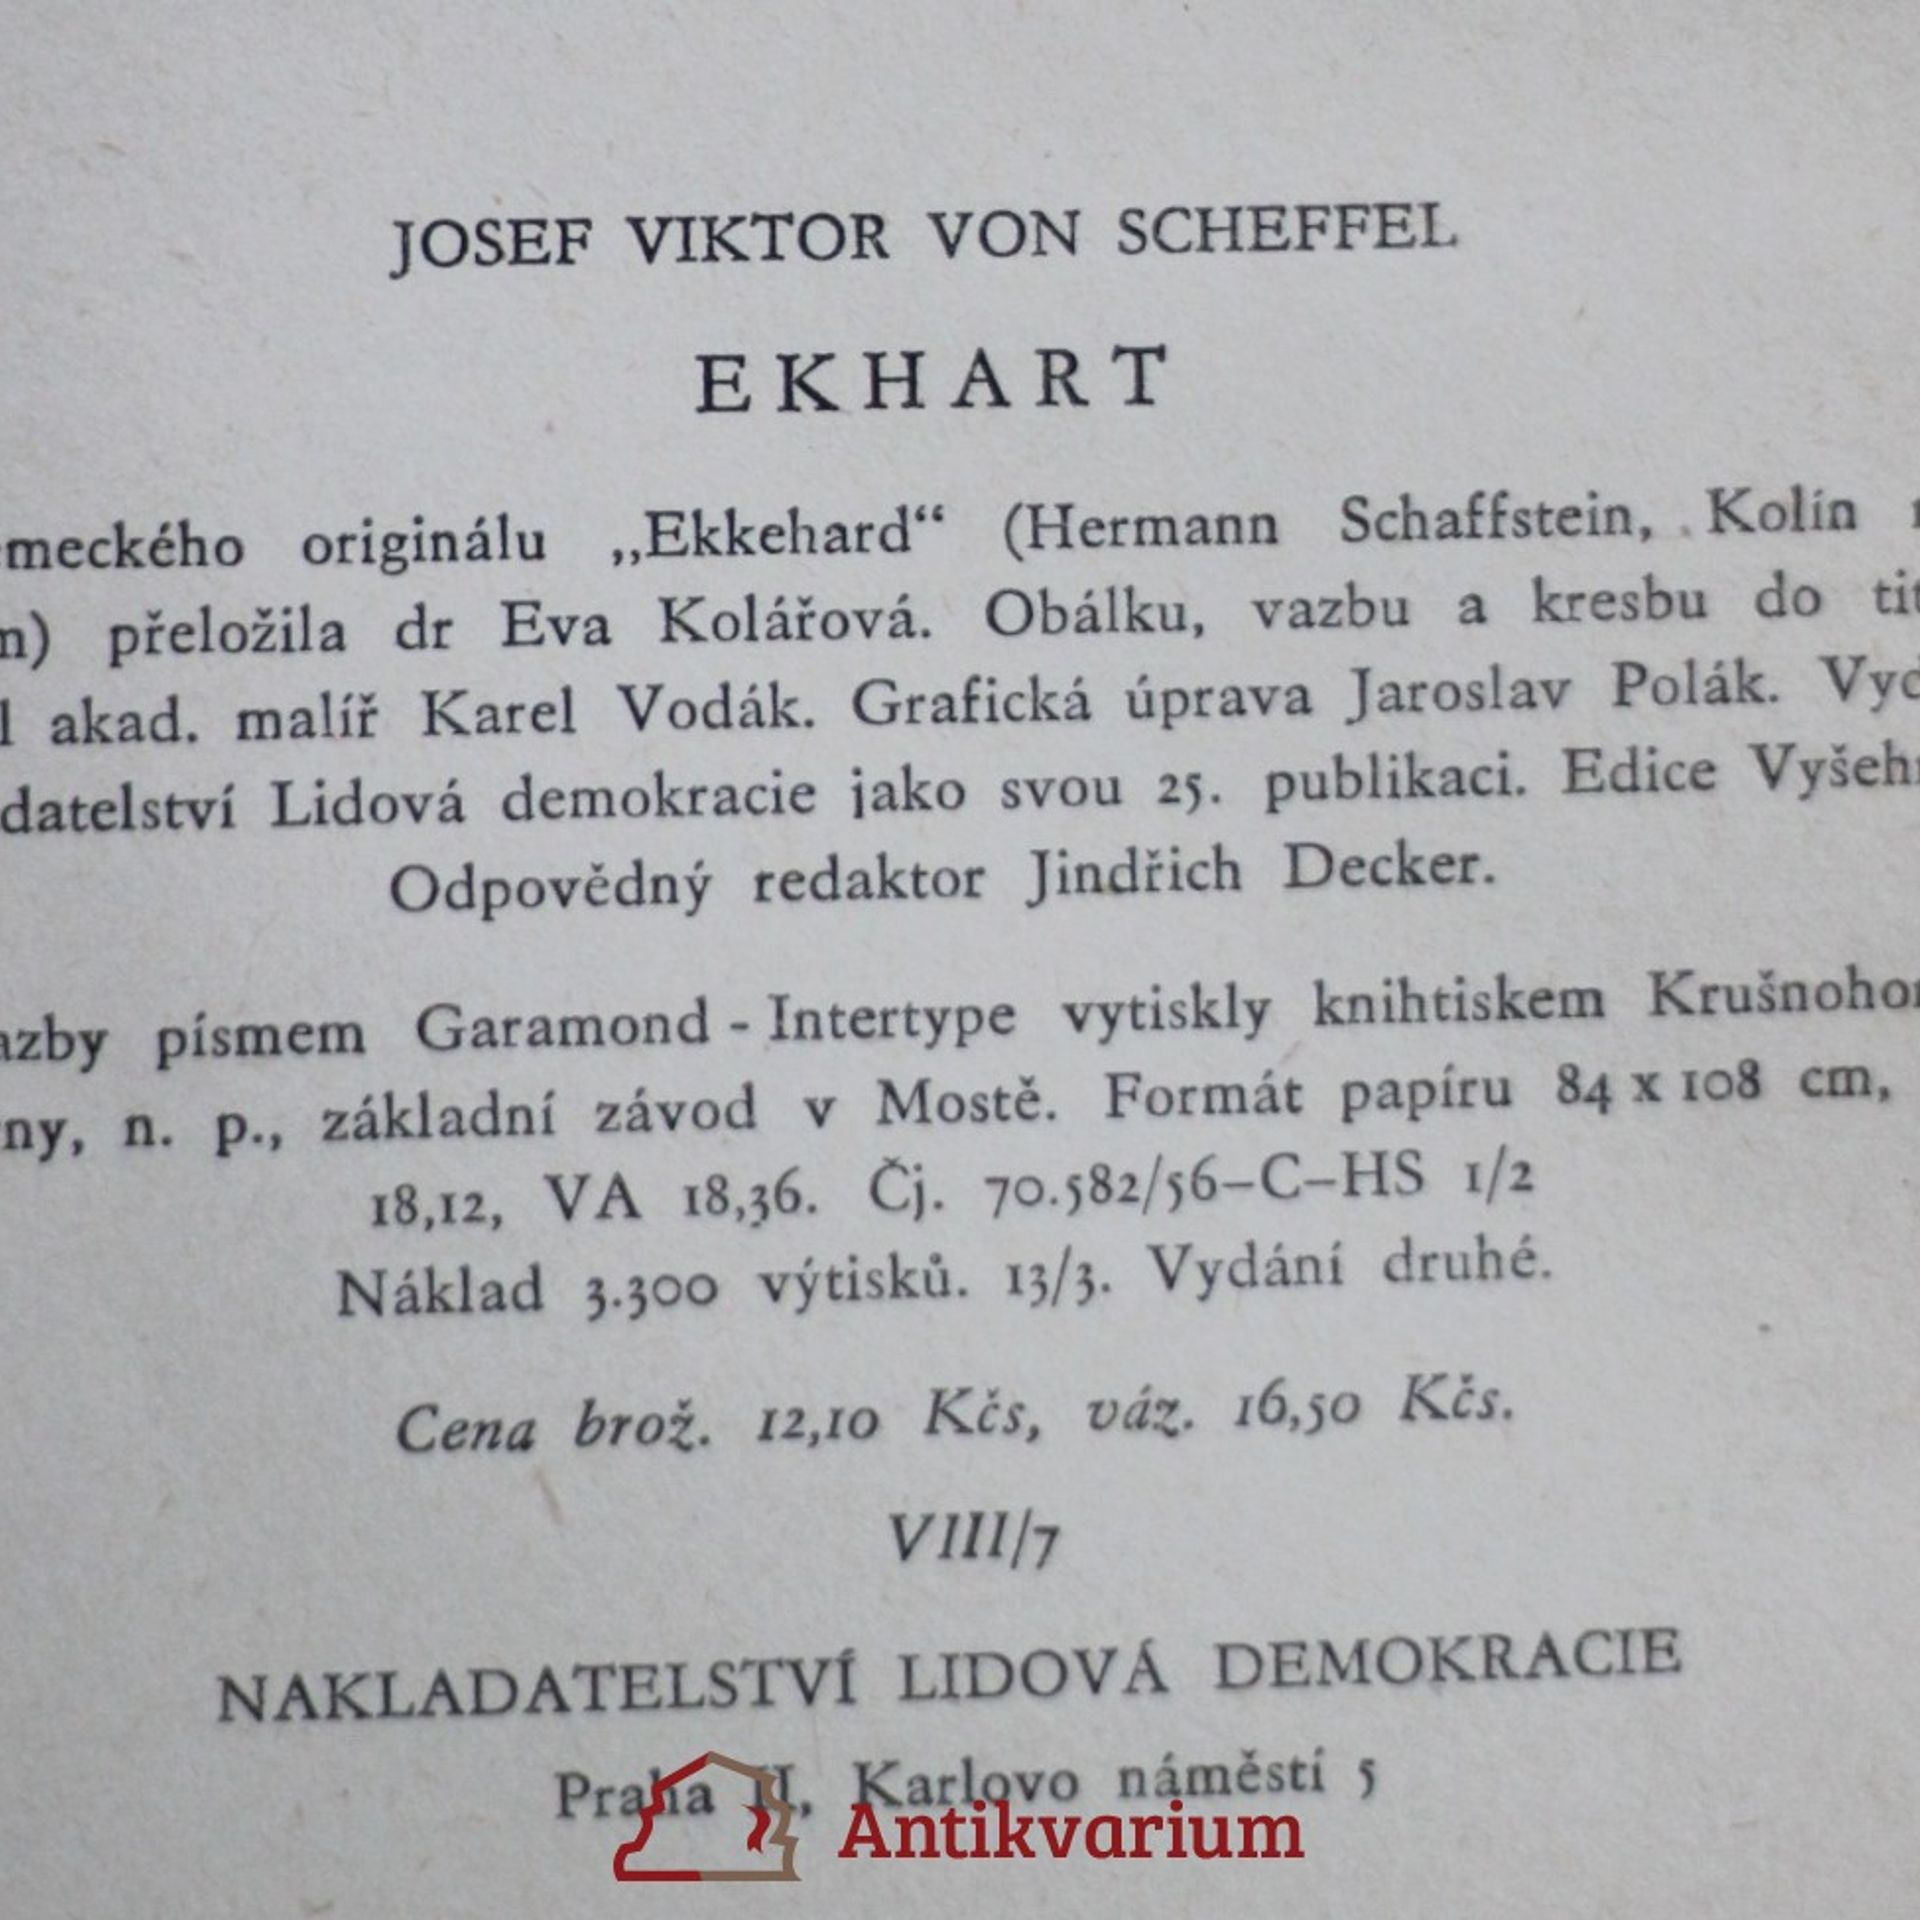 JOSEF VIKTOR VON SCHEFFEL
EKHART
meckého originálu „Ekkehard“ (Hermann Schaffstein, Kolín
přeložila dr Eva Kolářová. Obálku, vazbu a kresbu do tit
l akad. malíř Karel Vodák. Grafická úprava Jaroslav Polák. Vyd
datelství Lidová demokracie jako svou 25. publikaci. Edice Vyšeh
Odpovědný redaktor Jindřich Decker.
azby písmem Garamond - Intertype vytiskly knihtiskem Krušnoho
ny, n. p., základní závod v Mostě. Formát papíru 84 x 108 cm,
18,12, VA 18,36. Čj. 70.582/56–C–HS 1/2
Náklad 3.300 výtisků. 13/3. Vydání druhé.
Cena brož. 12,10 Kčs, váz. 16,50 Kčs.
VIII/7
NAKLADATELSTVÍ LIDOVÁ DEMOKRACIE
Praha II, Karlovo náměstí 5
Antikvarium